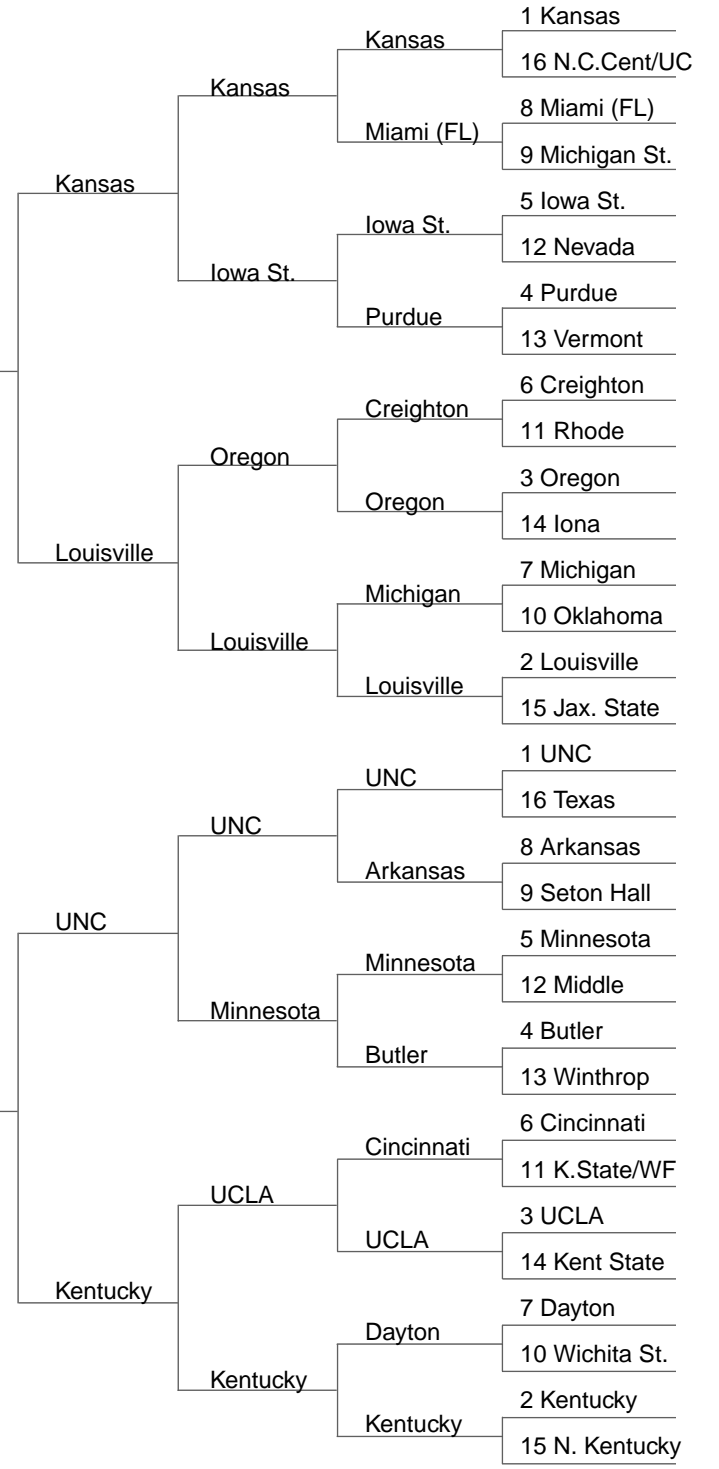 1 Kansas
Kansas
16 N.C.Cent/UC
Kansas
8 Miami (FL)
Miami (FL)
9 Michigan St.
Kansas
5 Iowa St.
Iowa St.
12 Nevada
Iowa St.
4 Purdue
Purdue
13 Vermont
6 Creighton
Creighton
11 Rhode
Oregon
3 Oregon
Oregon
14 Iona
Louisville
7 Michigan
Michigan
10 Oklahoma
Louisville
2 Louisville
Louisville
15 Jax. State
1 UNC
UNC
16 Texas
UNC
8 Arkansas
Arkansas
9 Seton Hall
UNC
5 Minnesota
Minnesota
12 Middle
Minnesota
4 Butler
Butler
13 Winthrop
6 Cincinnati
Cincinnati
11 K.State/WF
UCLA
3 UCLA
UCLA
14 Kent State
Kentucky
7 Dayton
Dayton
10 Wichita St.
Kentucky
2 Kentucky
Kentucky
15 N. Kentucky